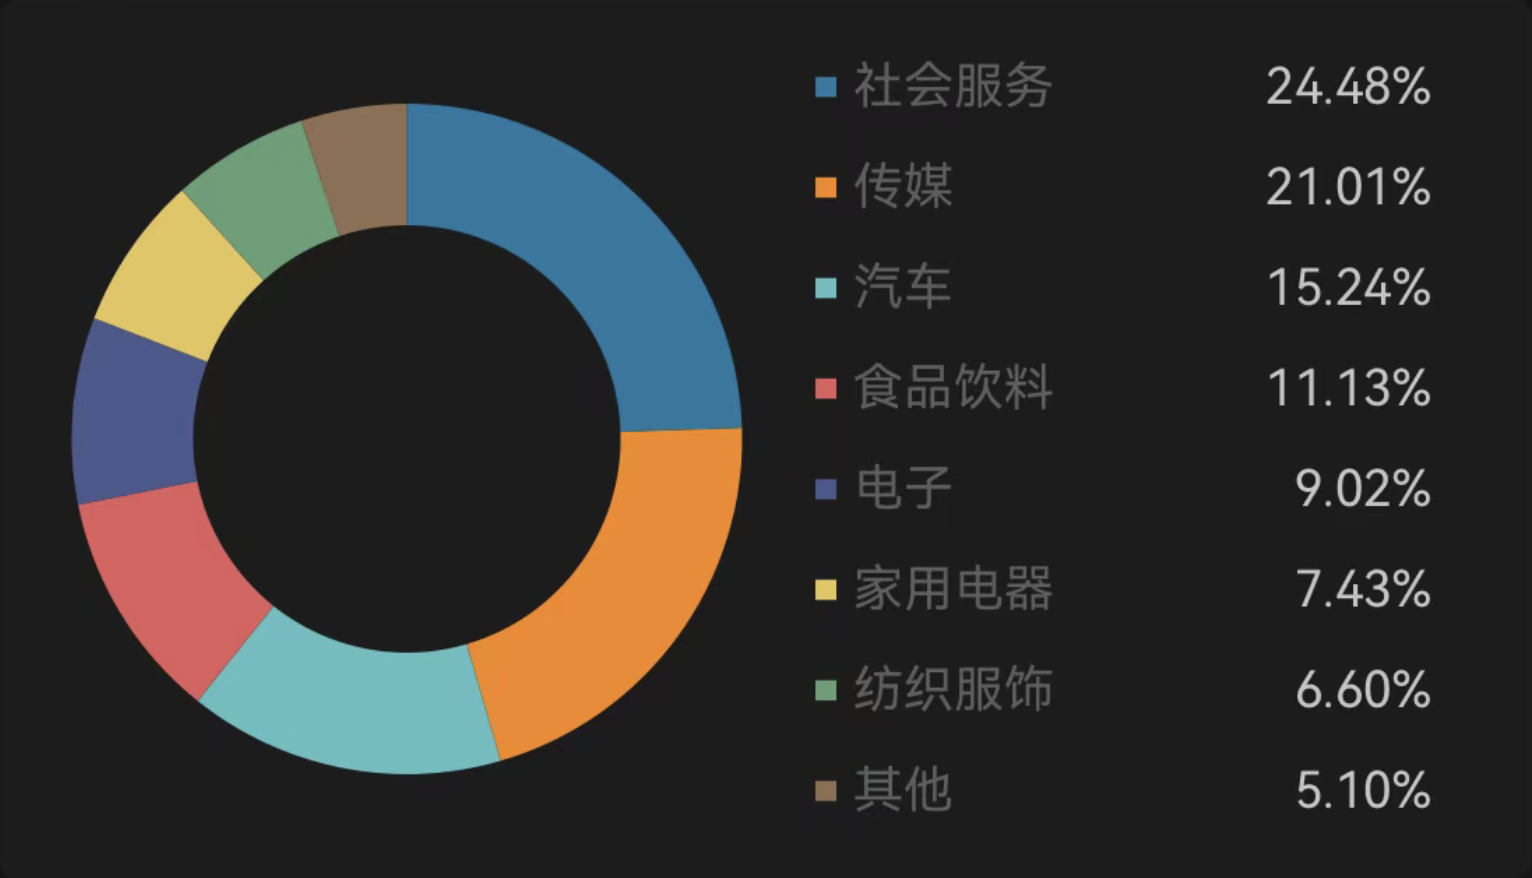 社会服务 24.48%
传媒 21.01%
汽车 15.24%
食品饮料 11.13%
电子 9.02%
家用电器 7.43%
纺织服饰 6.60%
其他 5.10%